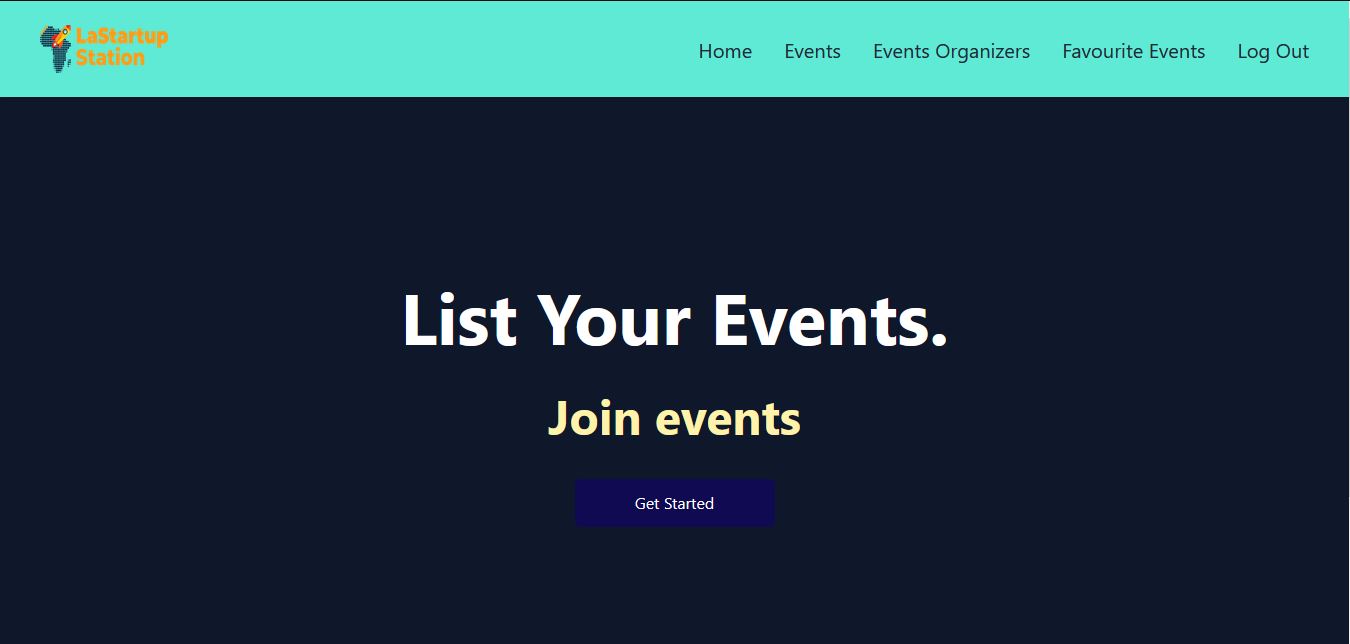 LaStartup
Station
Home Events Events Organizers Favourite Events Log Out
List Your Events.
Join events
Get Started